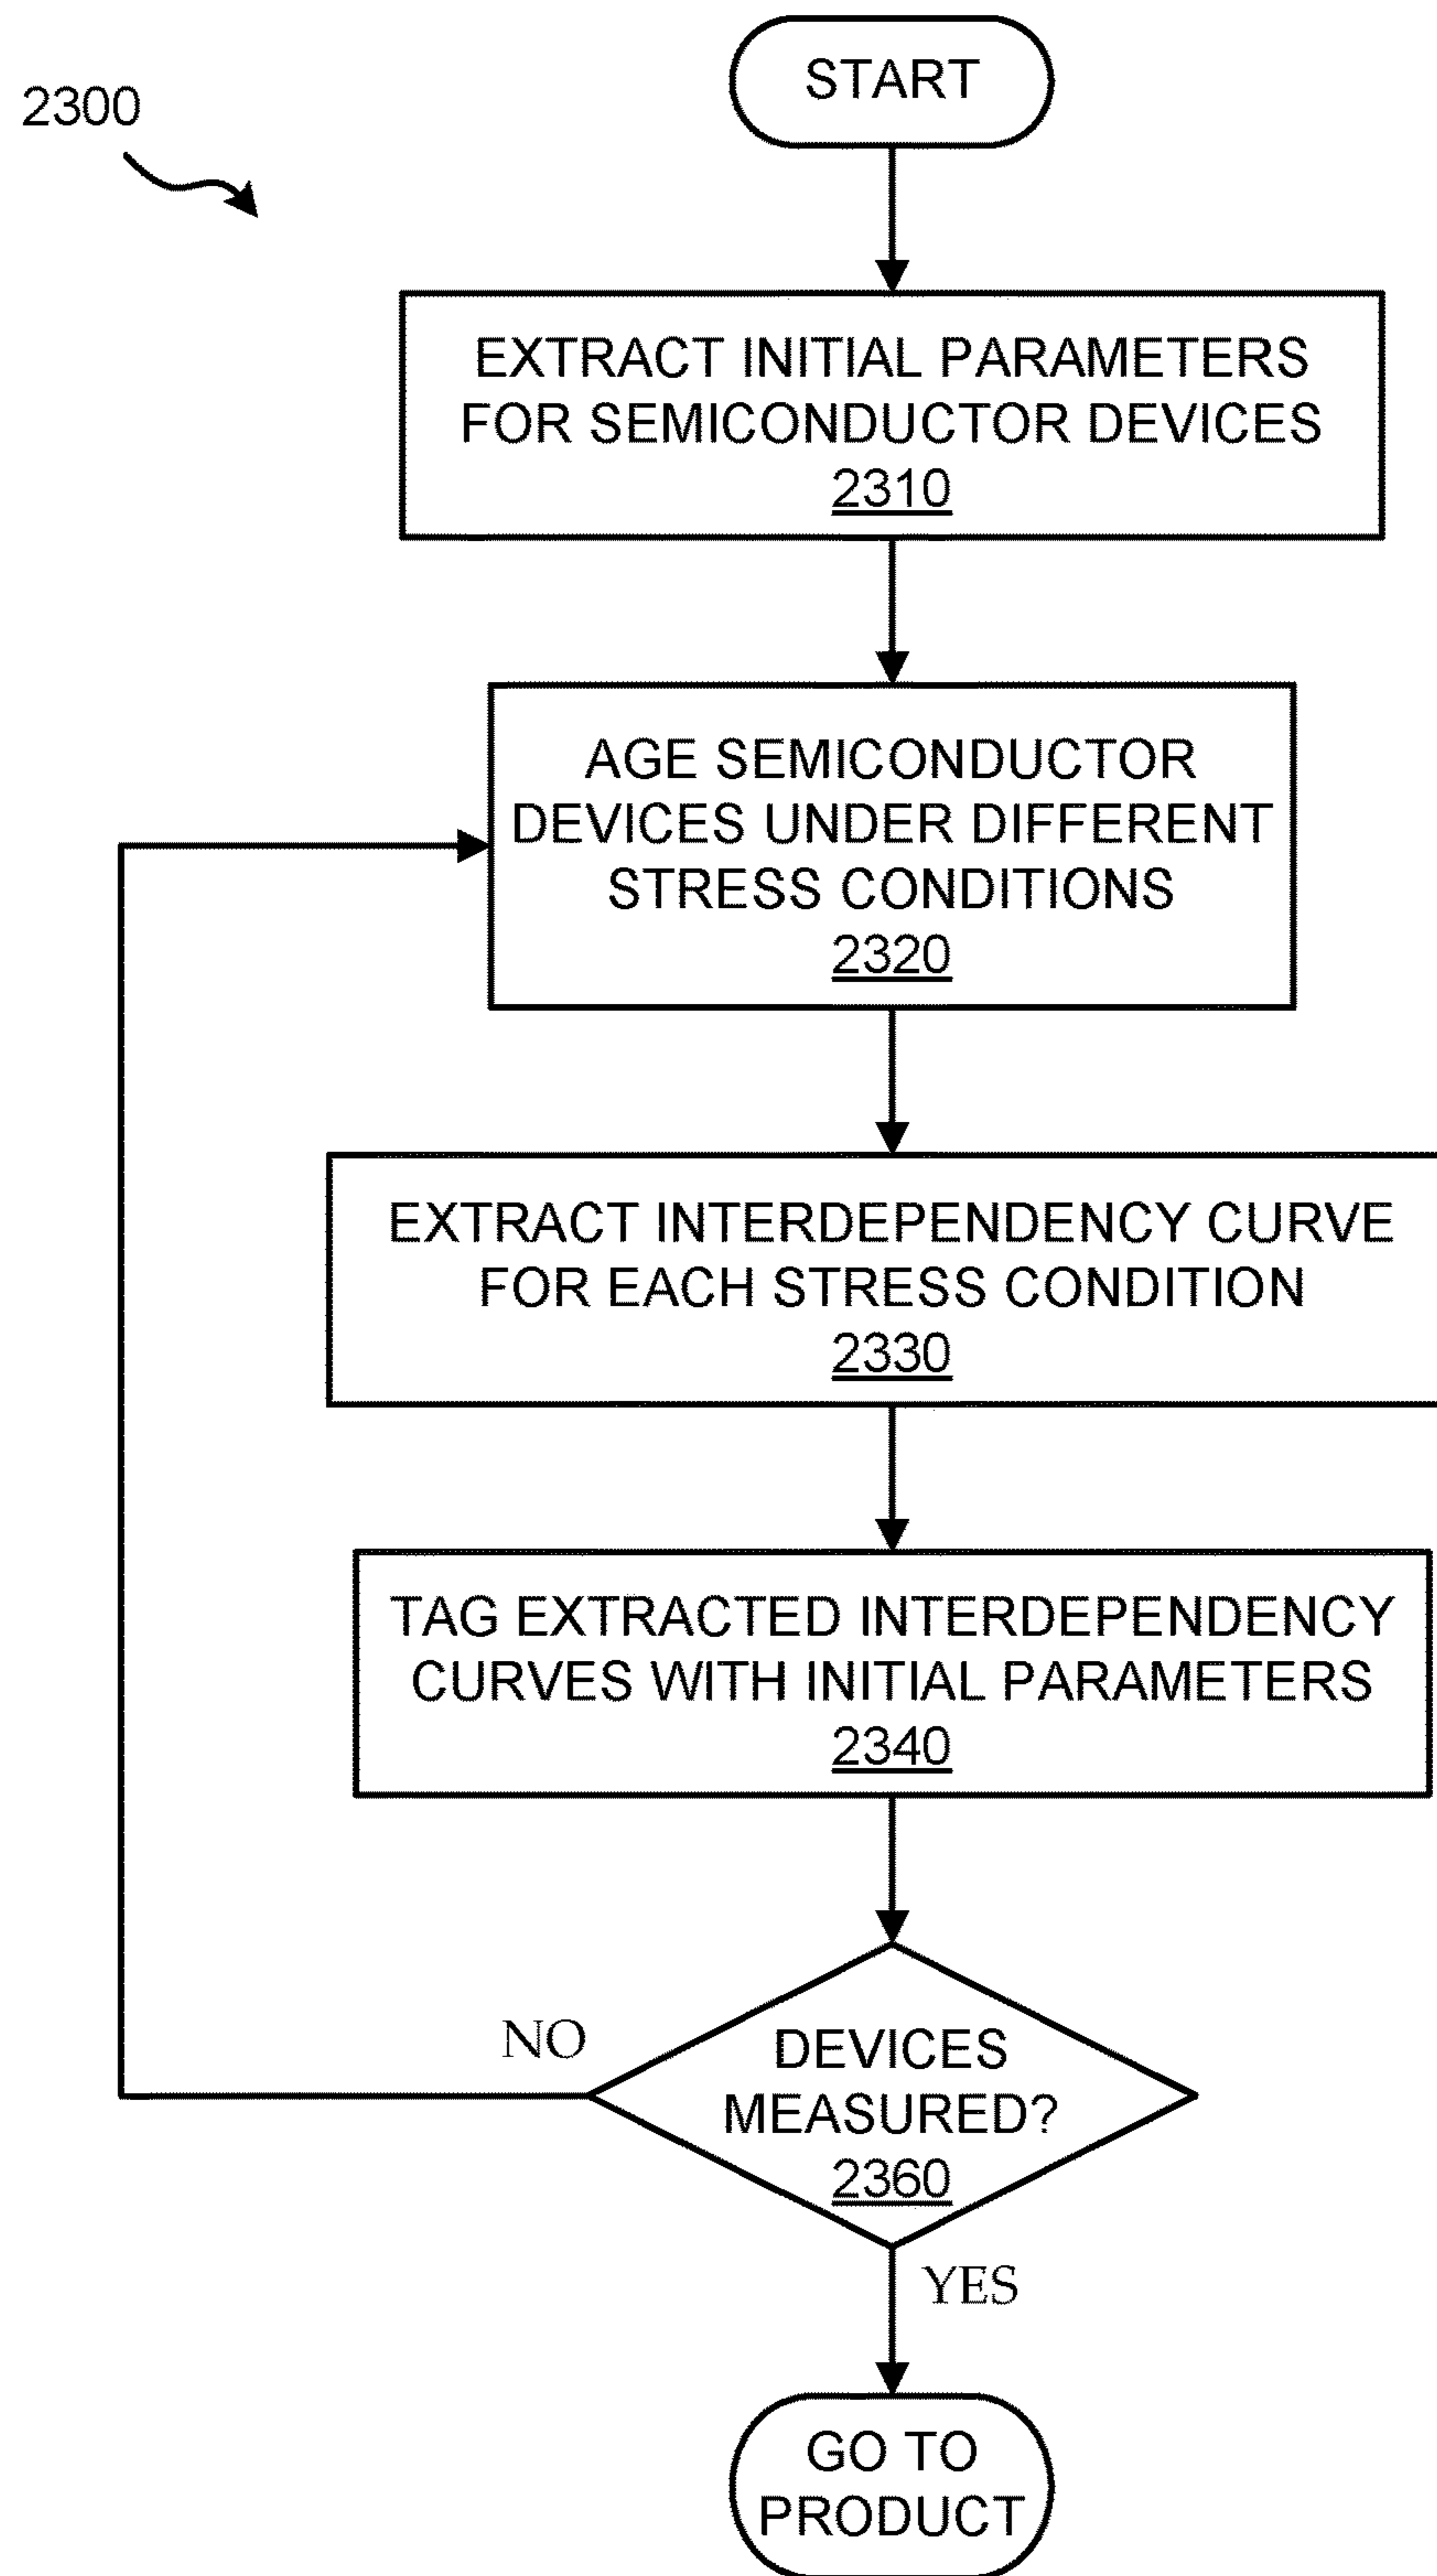 2300
START
EXTRACT INITIAL PARAMETERS
FOR SEMICONDUCTOR DEVICES
2310
AGE SEMICONDUCTOR
DEVICES UNDER DIFFERENT
STRESS CONDITIONS
2320
EXTRACT INTERDEPENDENCY CURVE
FOR EACH STRESS CONDITION
2330
TAG EXTRACTED INTERDEPENDENCY
CURVES WITH INITIAL PARAMETERS
2340
NO
DEVICES
MEASURED?
2360
YES
GO TO
PRODUCT